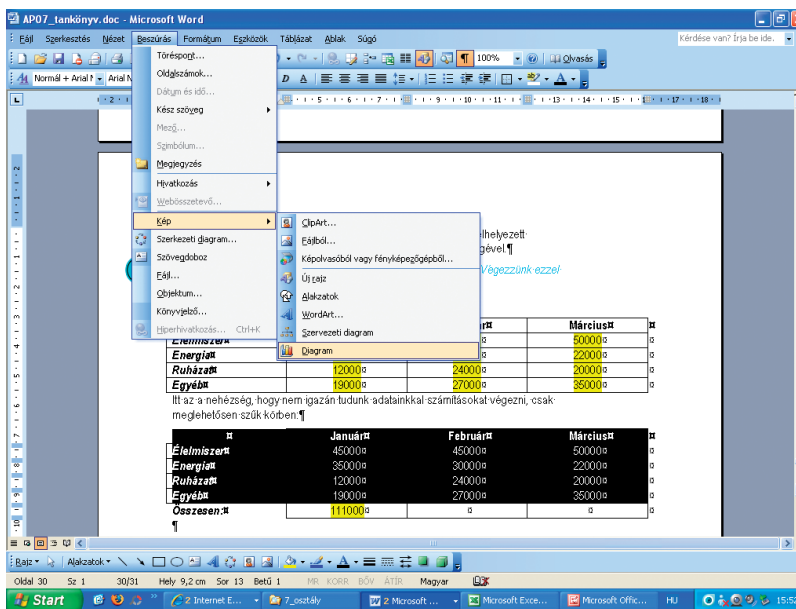 AP07_tankönyv.doc - Microsoft Word
Fájl Szerkesztés Nézet Beszúrás Formátum Eszközök Táblázat Ablak Súgó Kérdése van? Írja be ide.
100% Olvasás
Normál + Arial
Töréspont...
Oldalszámok...
Dátum és idő...
Kész szöveg
Mező...
Szimbólum...
Megjegyzés
Hivatkozás
Webösszetevő...
Kép
Szerkezeti diagram...
Szövegdoboz
Fájl...
Objektum...
Könyvjelző...
Hiperhivatkozás... Ctrl+K
ClipArt...
Fájlból...
Képolvasóból vagy fényképezőgépből...
Új rajz
Alakzatok
WordArt...
Szervezeti diagram
Diagram
Végezzünk ezzel
Március¤ ¤
Élelmiszer¤ 50000¤ ¤
Energia¤ 22000¤ ¤
Ruházat¤ 12000¤ 24000¤ 20000¤ ¤
Egyéb¤ 19000¤ 27000¤ 35000¤ ¤
Itt·az·a·nehézség,·hogy·nem·igazán·tudunk·adatainkkal·számításokat·végezni,·csak·
meglehetősen·szűk·körben:¶
¤ Január¤ Február¤ Március¤ ¤
Élelmiszer¤ 45000¤ 45000¤ 50000¤ ¤
Energia¤ 35000¤ 30000¤ 22000¤ ¤
Ruházat¤ 12000¤ 24000¤ 20000¤ ¤
Egyéb¤ 19000¤ 27000¤ 35000¤ ¤
Összesen:¤ 111000¤ ¤ ¤ ¤
¶
Rajz Alakzatok
Oldal 30 Sz 1 30/31 Hely 9,2 cm Sor 13 Betű 1 MR KORR BŐV ÁTÍR Magyar
Start 2 Internet E... 7_osztály 2 Microsoft ... Microsoft Exce... Microsoft Offic... HU 15:52